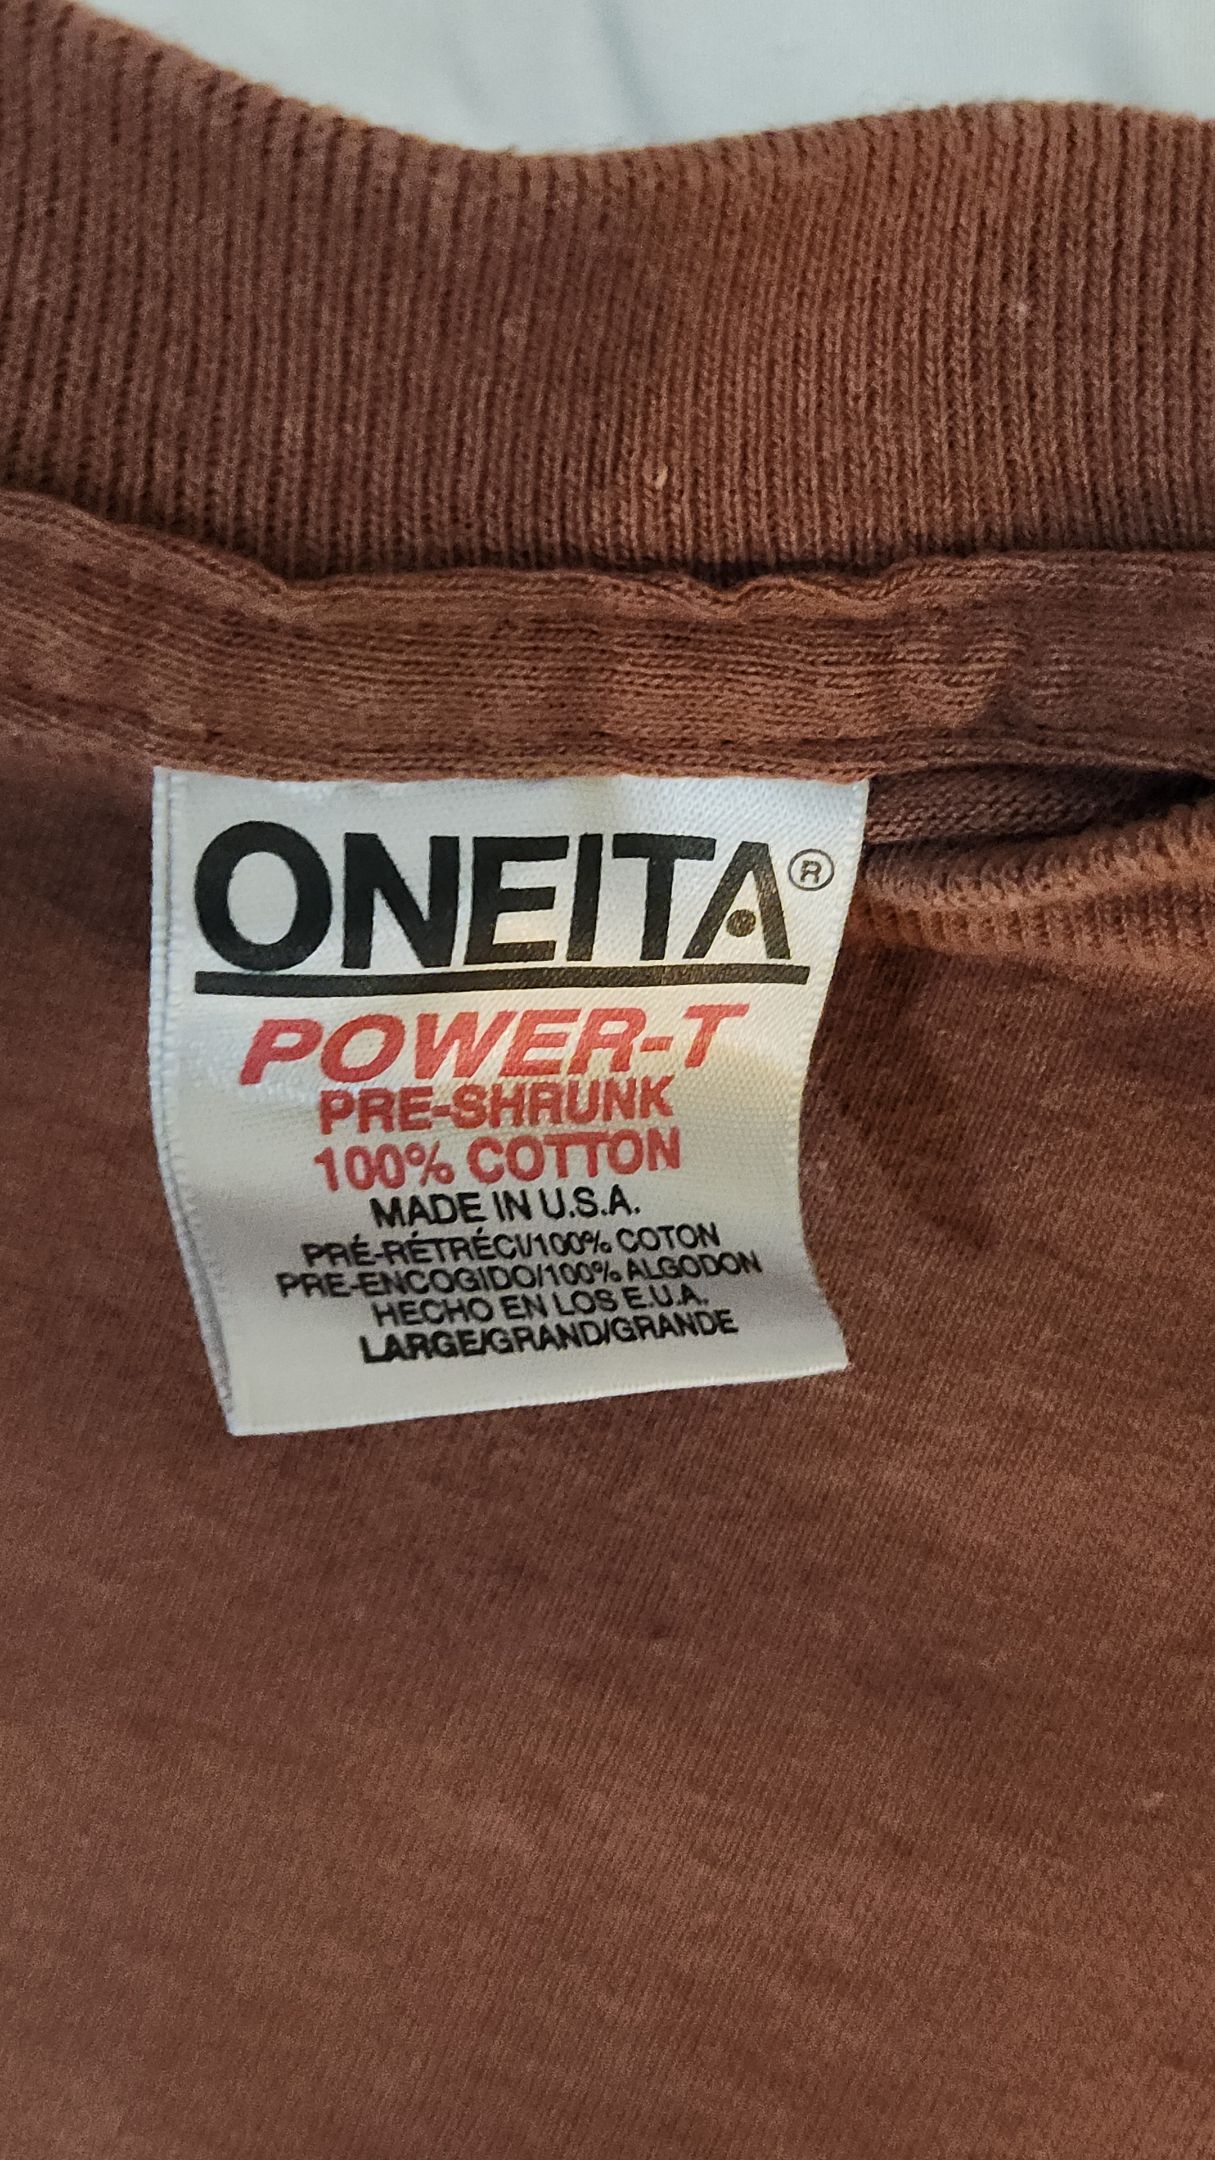 ONEITA®
POWER-T
PRE-SHRUNK
100% COTTON
MADE IN U.S.A.
PRÉ-RÉTRÉCI/100% COTON
PRE-ENCOGIDO/100% ALGODON
HECHO EN LOS E.U.A.
LARGE/GRAND/GRANDE